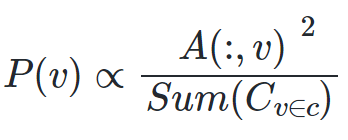 P(v) ∝ A(:, v)² / Sum(C_{v∈c})